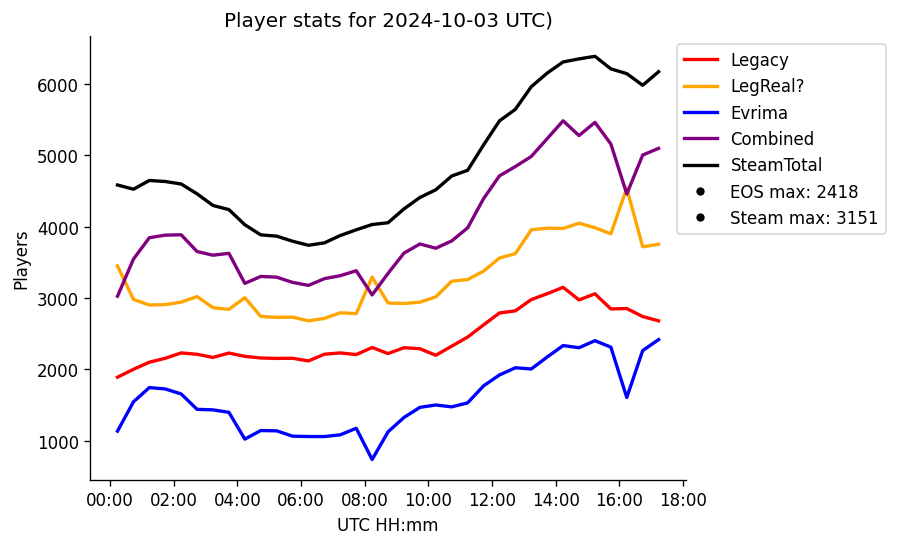 Player stats for 2024-10-03 UTC)
Legacy
LegReal?
Evrima
Combined
SteamTotal
EOS max: 2418
Steam max: 3151
Players
6000
5000
4000
3000
2000
1000
00:00 02:00 04:00 06:00 08:00 10:00 12:00 14:00 16:00 18:00
UTC HH:mm